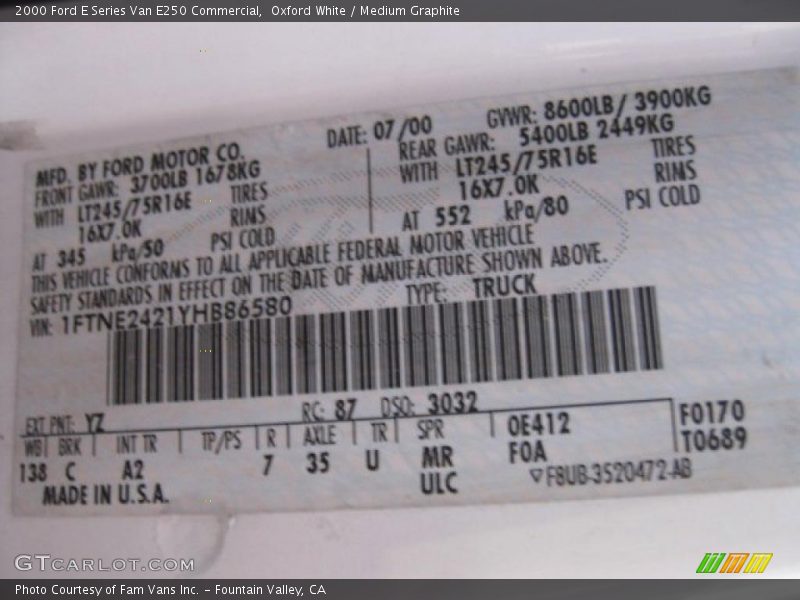 2000 Ford E Series Van E250 Commercial, Oxford White / Medium Graphite
MFD. BY FORD MOTOR CO.
DATE: 07/00
GVWR: 8600LB/ 3900KG
FRONT GAWR: 3700LB 1678KG
REAR GAWR: 5400LB 2449KG
WITH LT245/75R16E TIRES
WITH LT245/75R16E TIRES
16X7.0K RINS
16X7.0K RINS
AT 345 kPa/50 PSI COLD
AT 552 kPa/80 PSI COLD
THIS VEHICLE CONFORMS TO ALL APPLICABLE FEDERAL MOTOR VEHICLE
SAFETY STANDARDS IN EFFECT ON THE DATE OF MANUFACTURE SHOWN ABOVE.
VIN: 1FTNE2421YHB86580
TYPE: TRUCK
EXT PNT: YZ
RC: 87 DSO: 3032
WB BRK INT TR TP/PS R AXLE TR SPR
138 C A2 7 35 U MR
ULC
0E412
F0A
F0170
T0689
MADE IN U.S.A.
▽F8UB-3520472-AB
GTCARLOT.COM
Photo Courtesy of Fam Vans Inc. - Fountain Valley, CA